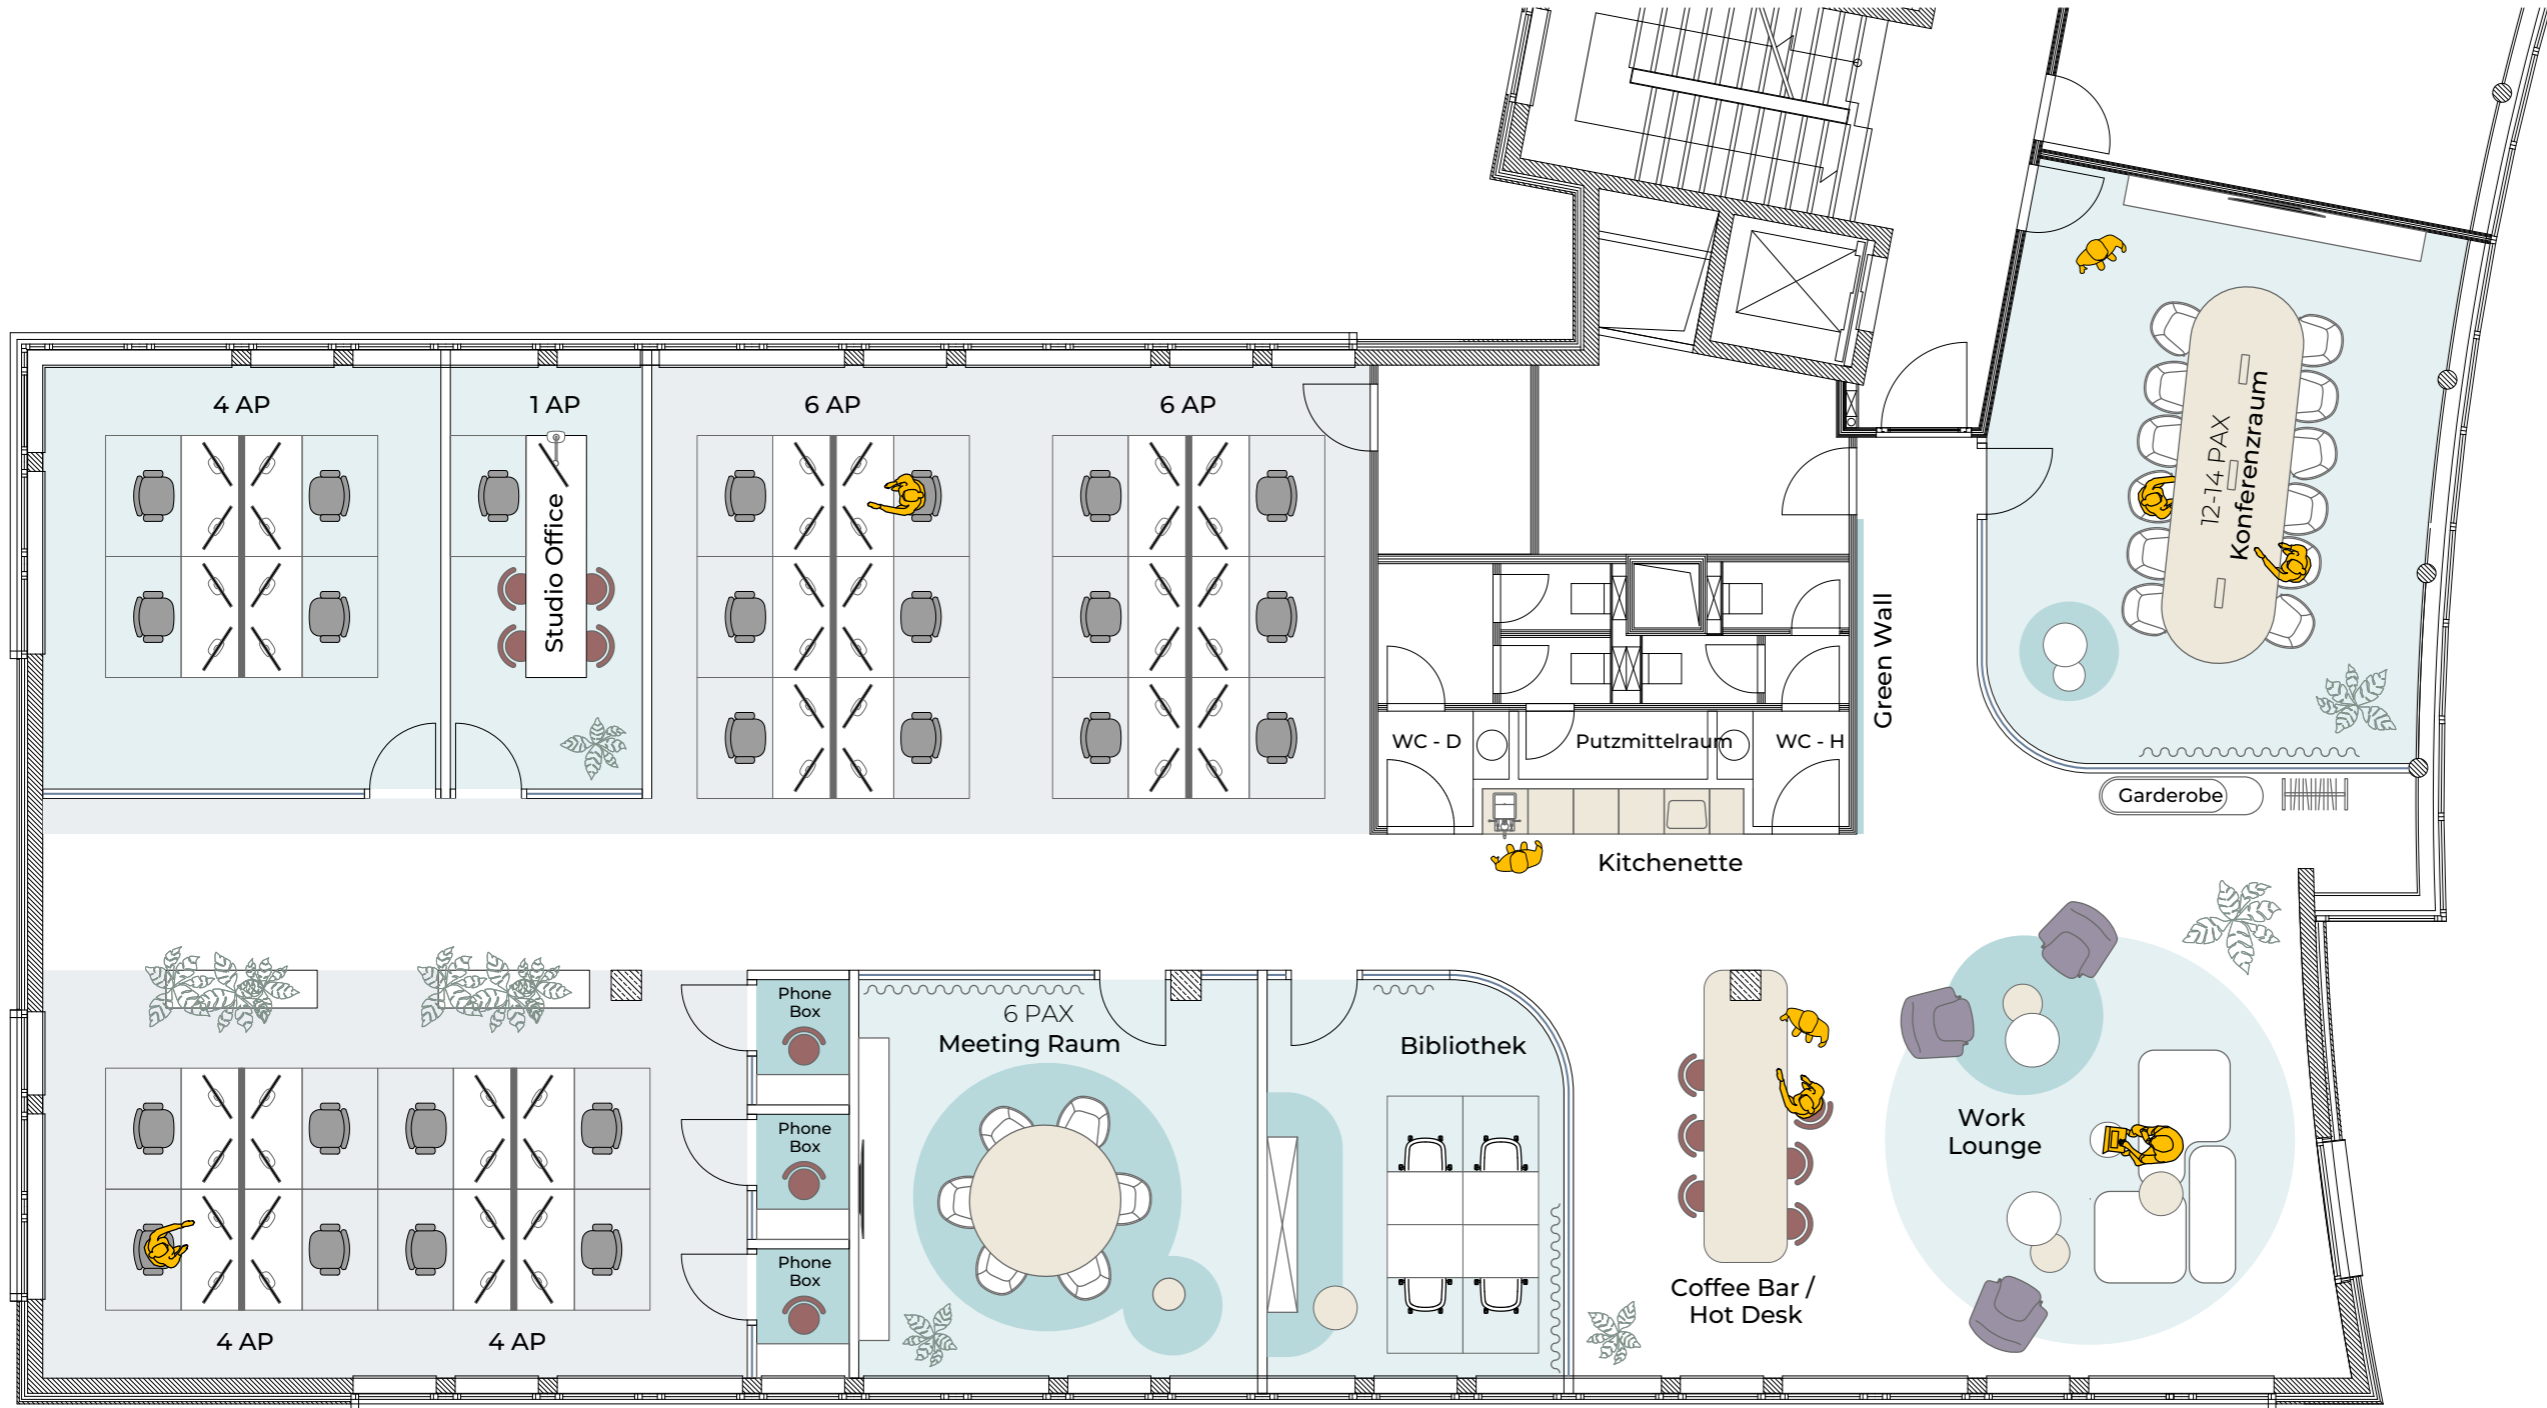 4 AP
1 AP
6 AP
6 AP
Studio Office
12-14 PAX
Konferenzraum
Green Wall
WC - D
Putzmittelraum
WC - H
Garderobe
Kitchenette
Phone
Box
Phone
Box
Phone
Box
6 PAX
Meeting Raum
Bibliothek
Work
Lounge
Coffee Bar /
Hot Desk
4 AP
4 AP